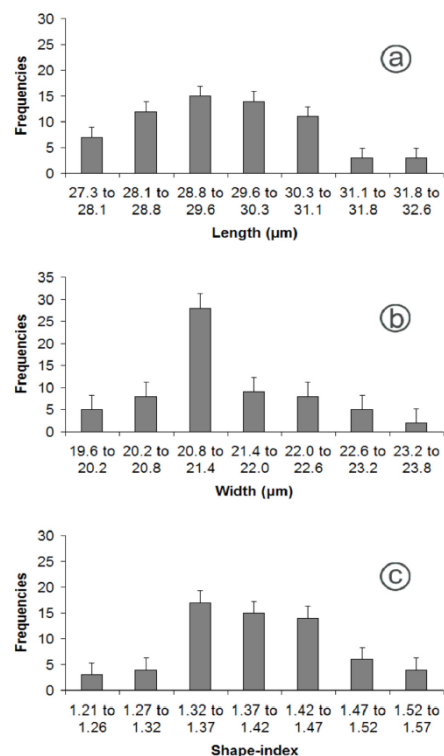 30
25
20
15
10
5
0
Frequencies
a
27.3 to 28.1 to 28.8 to 29.6 to 30.3 to 31.1 to 31.8 to
28.1 28.8 29.6 30.3 31.1 31.8 32.6
Length (µm)
35
30
25
20
15
10
5
0
Frequencies
b
19.6 to 20.2 to 20.8 to 21.4 to 22.0 to 22.6 to 23.2 to
20.2 20.8 21.4 22.0 22.6 23.2 23.8
Width (µm)
30
25
20
15
10
5
0
Frequencies
c
1.21 to 1.27 to 1.32 to 1.37 to 1.42 to 1.47 to 1.52 to
1.26 1.32 1.37 1.42 1.47 1.52 1.57
Shape-index